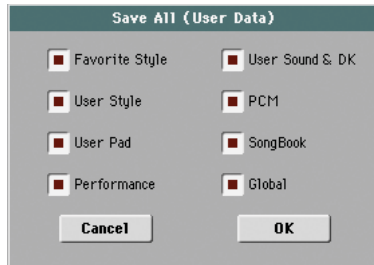 Save All (User Data)
Favorite Style
User Sound & DK
User Style
PCM
User Pad
SongBook
Performance
Global
Cancel
OK